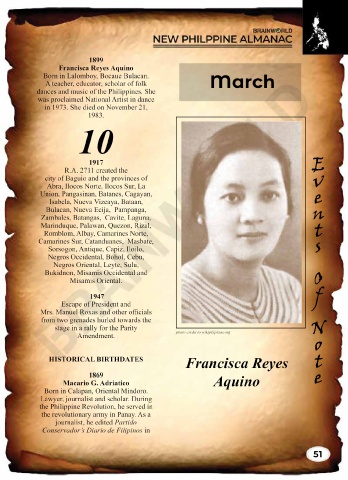 BRAINWORLD
NEW PHILPPINE ALMANAC
1899
Francisca Reyes Aquino
Born in Lalomboy, Bocaue Bulacan.
A teacher, educator, scholar of folk
dances and music of the Philippines. She
was proclaimed National Artist in dance
in 1973. She died on November 21,
1983.
10
1917
R.A. 2711 created the
city of Baguio and the provinces of
Abra, Ilocos Norte, Ilocos Sur, La
Union, Pangasinan, Batanes, Cagayan,
Isabela, Nueva Vizcaya, Bataan,
Bulacan, Nueva Ecija, Pampanga,
Zambales, Batangas, Cavite, Laguna,
Marinduque, Palawan, Quezon, Rizal,
Romblom, Albay, Camarines Norte,
Camarines Sur, Catanduanes, Masbate,
Sorsogon, Antique, Capiz, Iloilo,
Negros Occidental, Bohol, Cebu,
Negros Oriental, Leyte, Sulu,
Bukidnon, Misamis Occidental and
Misamis Oriental.
1947
Escape of President and
Mrs. Manuel Roxas and other officials
from two grenades hurled towards the
stage in a rally for the Parity
Amendment.
HISTORICAL BIRTHDATES
1869
Macario G. Adriatico
Born in Calapan, Oriental Mindoro.
Lawyer, journalist and scholar. During
the Philippine Revolution, he served in
the revolutionary army in Panay. As a
journalist, he edited Partido
Conservador's Diario de Filipinos in
March
Francisca Reyes
Aquino
Events Of Note
51